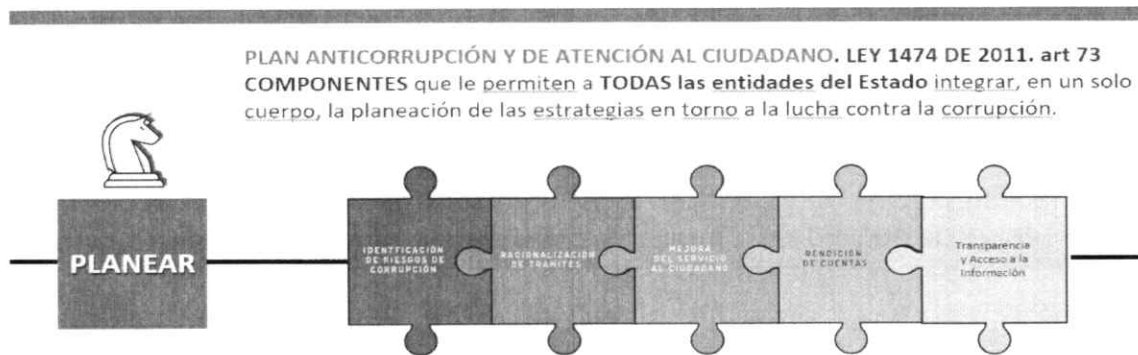 PLAN ANTICORRUPCIÓN Y DE ATENCIÓN AL CIUDADANO. LEY 1474 DE 2011. art 73
COMPONENTES que le permiten a TODAS las entidades del Estado integrar, en un solo
cuerpo, la planeación de las estrategias en torno a la lucha contra la corrupción.
PLANEAR
IDENTFICACIÓN
DE RIESGOS DE
CORRUPCIÓN
RACIONALIZACIÓN
DE TRÁMITES
MEJORA
DEL SERVICIO
AL CIUDADANO
RENDICIÓN
DE CUENTAS
Transparencia
y Acceso a la
Información